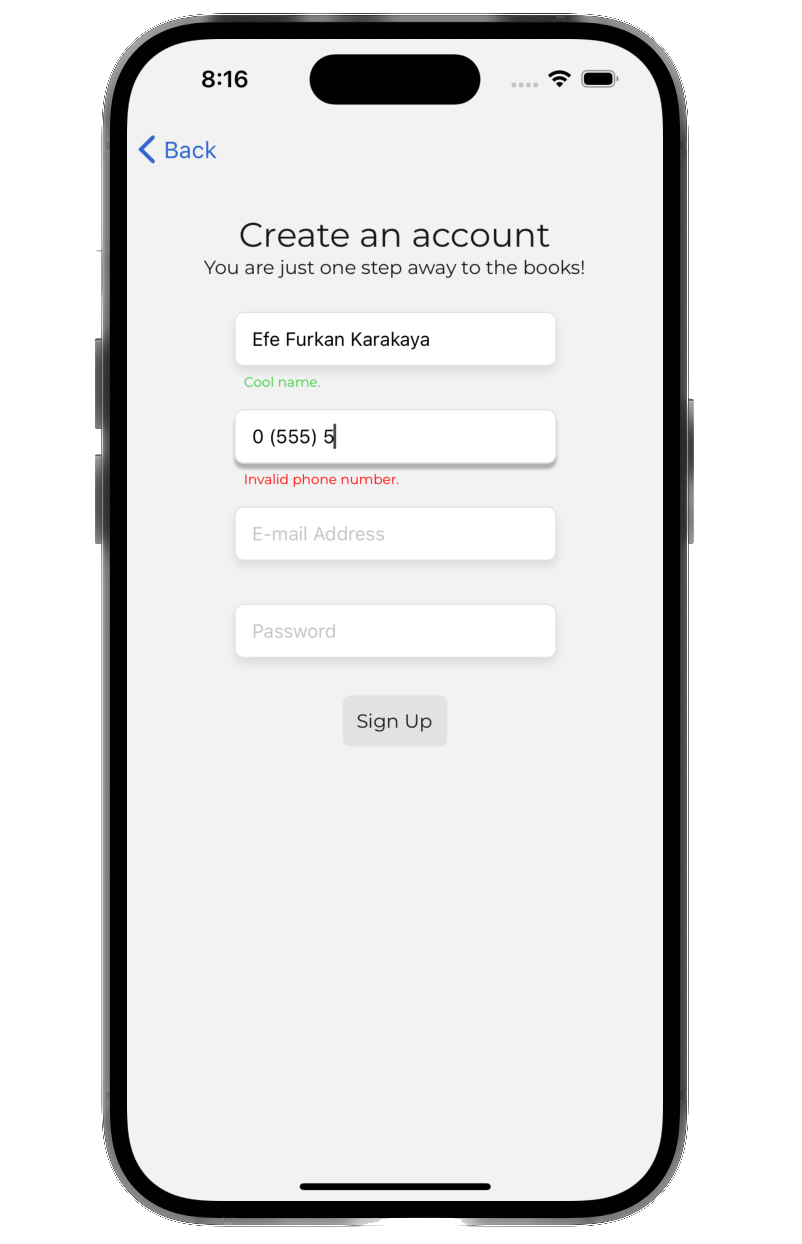 8:16
Back
Create an account
You are just one step away to the books!
Efe Furkan Karakaya
Cool name.
0 (555) 5
Invalid phone number.
E-mail Address
Password
Sign Up